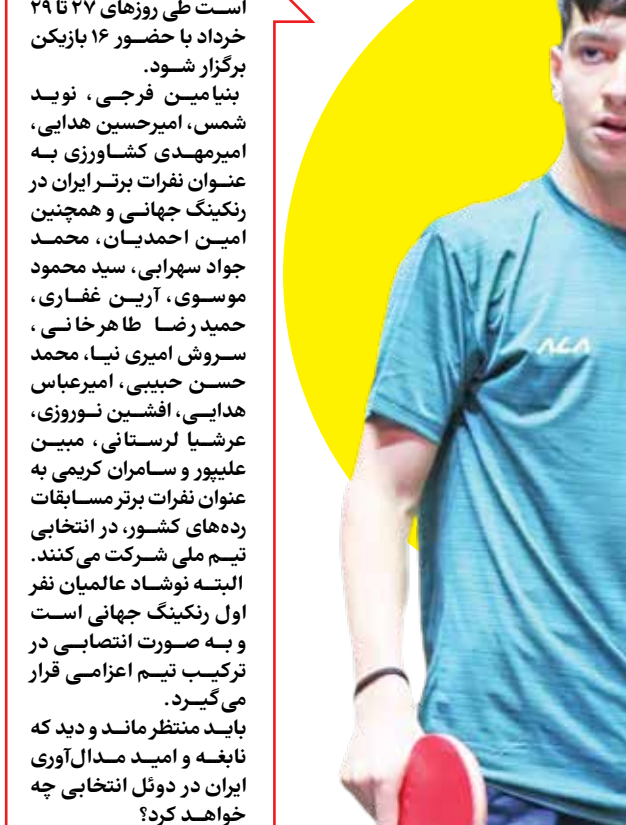 است طی روزهای ۲۷ تا ۲۹
خرداد با حضور ۱۶ بازیکن
برگزار شود.
بنیامین فرجی، نوید
شمس، امیرحسین هدایی،
امیرمهدی کشاورزی به
عنوان نفرات برتر ایران در
رنکینگ جهانی و همچنین
امین احمدیان، محمد
جواد سهرابی، سید محمود
موسوی، آرین غفاری،
حمیدرضا طاهرخانی،
سروش امیری نیا، محمد
حسن حبیبی، امیرعباس
هدایی، افشین نوروزی،
عرشیا لرستانی، مبین
علیپور و سامران کریمی به
عنوان نفرات برتر مسابقات
رده‌های کشور، در انتخابی
تیم ملی شرکت می‌کنند.
البته نوشاد عالمیان نفر
اول رنکینگ جهانی است
و به صورت انتصابی در
ترکیب تیم اعزامی قرار
می‌گیرد.
باید منتظر ماند و دید که
نابغه و امید مدال‌آوری
ایران در دوئل انتخابی چه
خواهد کرد؟